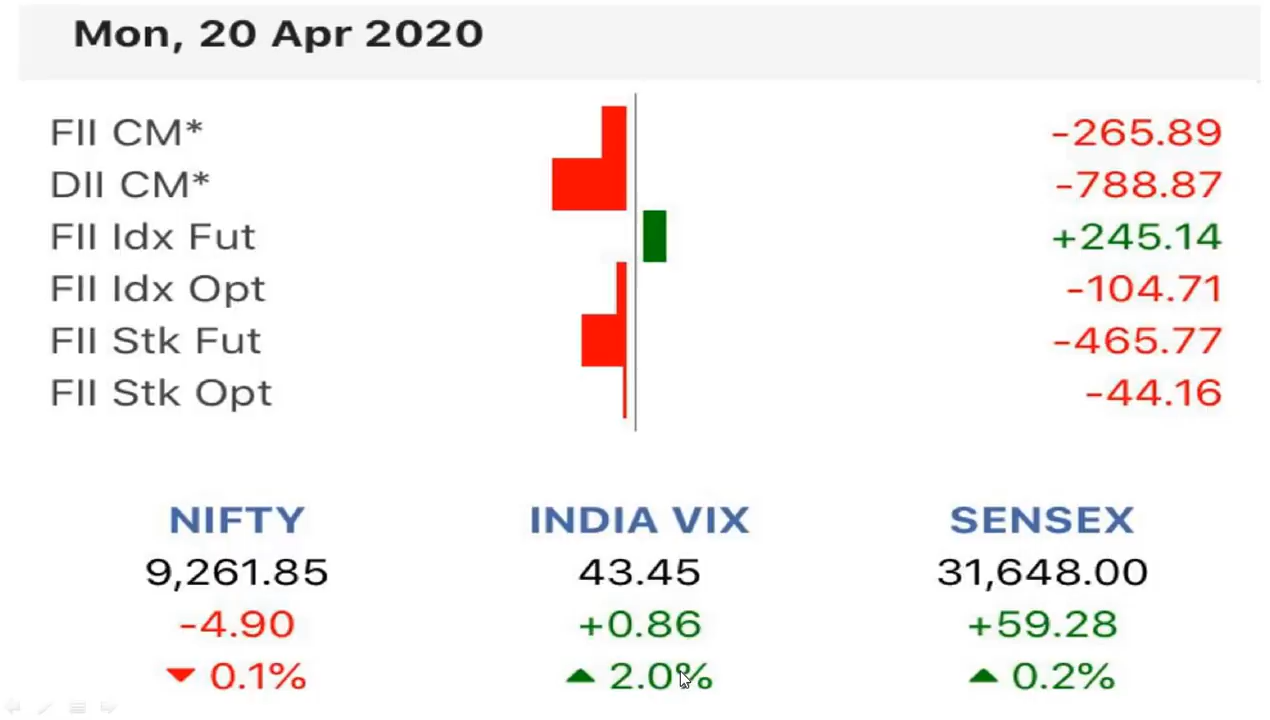 Mon, 20 Apr 2020
FII CM* -265.89
DII CM* -788.87
FII Idx Fut +245.14
FII Idx Opt -104.71
FII Stk Fut -465.77
FII Stk Opt -44.16
NIFTY INDIA VIX SENSEX
9,261.85 43.45 31,648.00
-4.90 +0.86 +59.28
▼ 0.1% ▲ 2.0% ▲ 0.2%